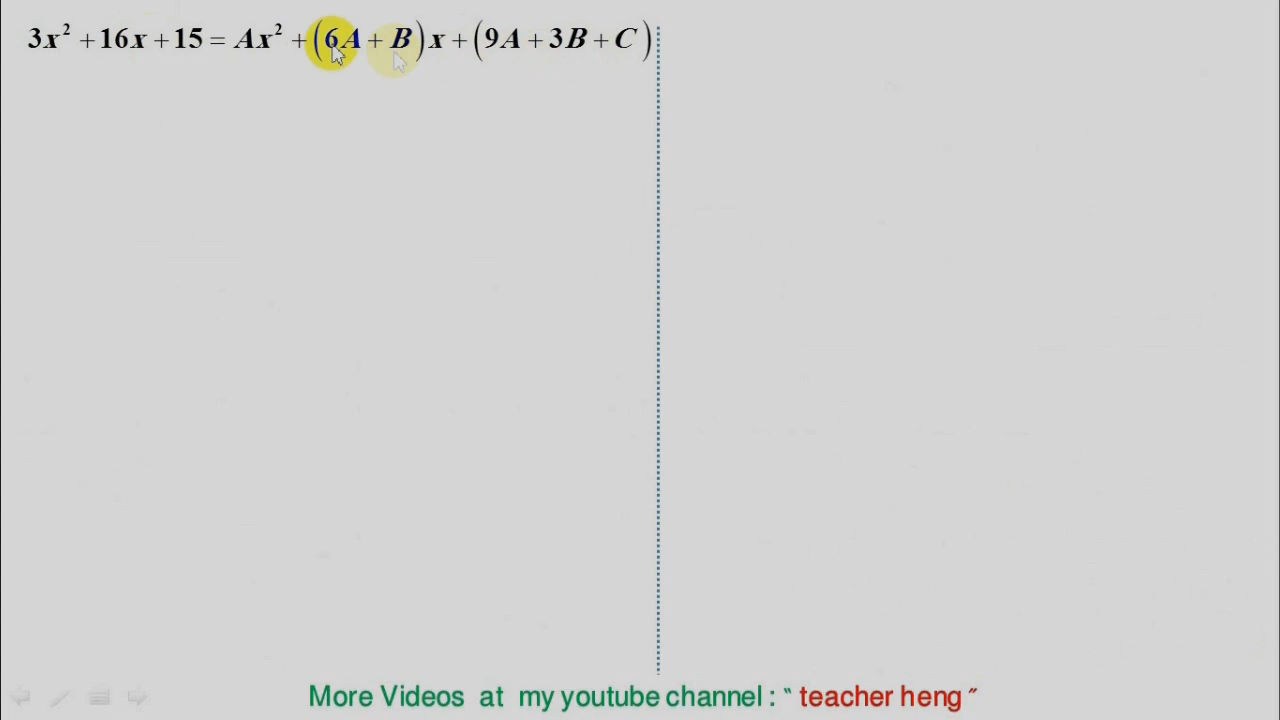 3x² + 16x + 15 = Ax² + (6A + B)x + (9A + 3B + C)
More Videos at my youtube channel : “ teacher heng ”